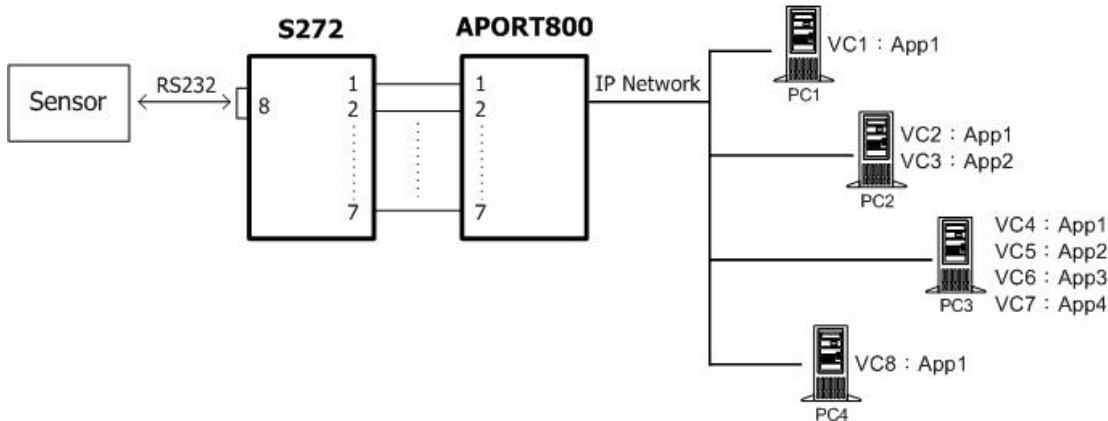 S272
APORT800
Sensor
RS232
8
1
2
7
1
2
7
IP Network
VC1：App1
PC1
VC2：App1
VC3：App2
PC2
VC4：App1
VC5：App2
VC6：App3
VC7：App4
PC3
VC8：App1
PC4